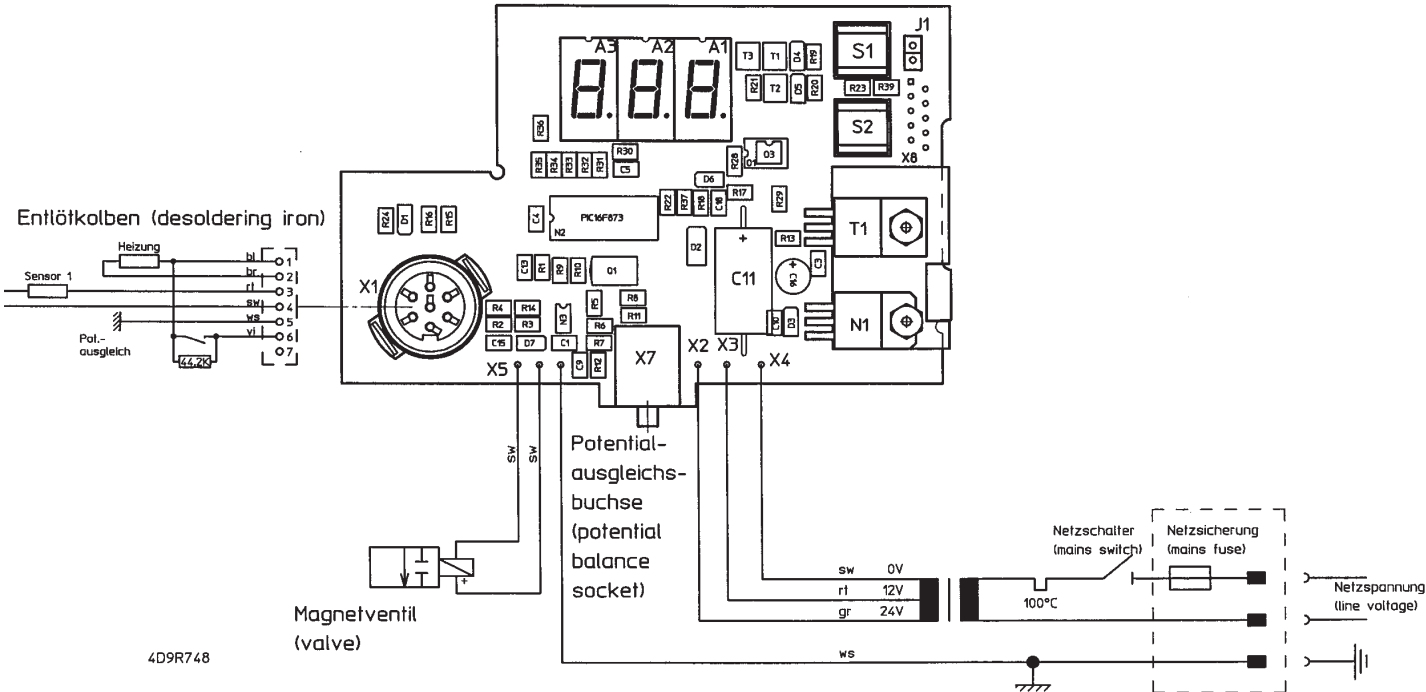 A3
A2
A1
T3
T1
D4
R19
S1
J1
R21
T2
D5
R20
R23
R39
S2
X8
R36
R30
C5
R35
R34
R33
R32
R31
R28
O3
D6
R17
R22
R37
R18
C16
R29
C4
PIC16F873
N2
R24
D1
R16
R15
X1
C13
R1
R9
R10
Q1
D2
+
C11
R13
C3
T1
N1
C10
D3
R4
R14
R2
R3
C15
D7
N3
C1
R5
R6
R7
R8
R11
C9
R12
X5
X7
X2
X3
X4
Entlötkolben (desoldering iron)
Heizung
Sensor 1
bl
br
rt
sw
ws
vi
1
2
3
4
5
6
7
Pot.-
ausgleich
44.2K
sw
sw
Potential-
ausgleichs-
buchse
(potential
balance
socket)
Magnetventil
(valve)
+
sw 0V
rt 12V
gr 24V
ws
100°C
Netzschalter
(mains switch)
Netzsicherung
(mains fuse)
Netzspannung
(line voltage)
4D9R748